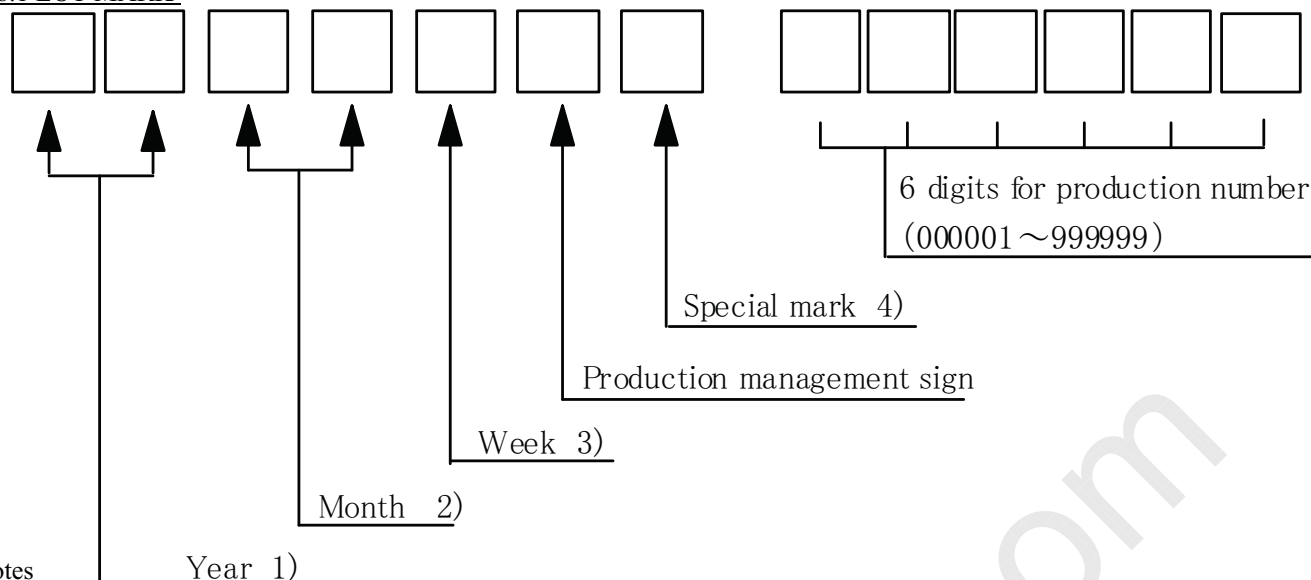 6 digits for production number
(000001～999999)
Special mark 4)
Production management sign
Week 3)
Month 2)
Year 1)
om